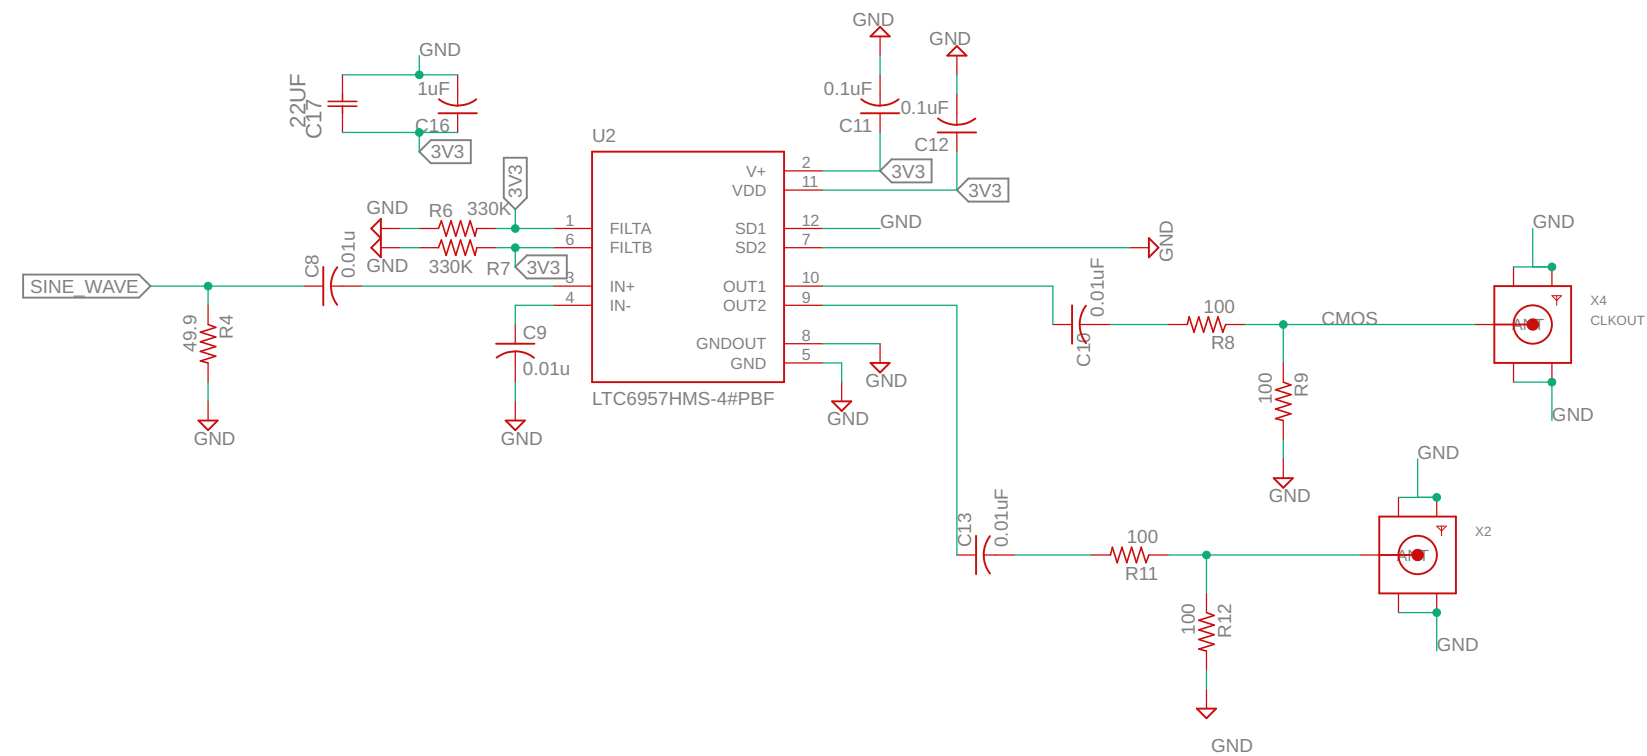 GND
GND
GND
22UF
C17
1uF
C16
3V3
0.1uF
C11
0.1uF
C12
U2
3V3
3V3
3V3
V+
2
VDD
11
GND
R6
330K
1
FILTA
SD1
12
GND
6
FILTB
SD2
7
GND
GND
330K
R7
3V3
SINE_WAVE
C8
0.01u
3
IN+
OUT1
10
4
IN-
OUT2
9
GNDOUT
8
GND
5
GND
GND
LTC6957HMS-4#PBF
49.9
R4
GND
C9
0.01u
GND
C10
0.01uF
100
R8
CMOS
100
R9
GND
GND
ANT
X4
CLKOUT
GND
C13
0.01uF
100
R11
100
R12
GND
GND
ANT
X2
GND